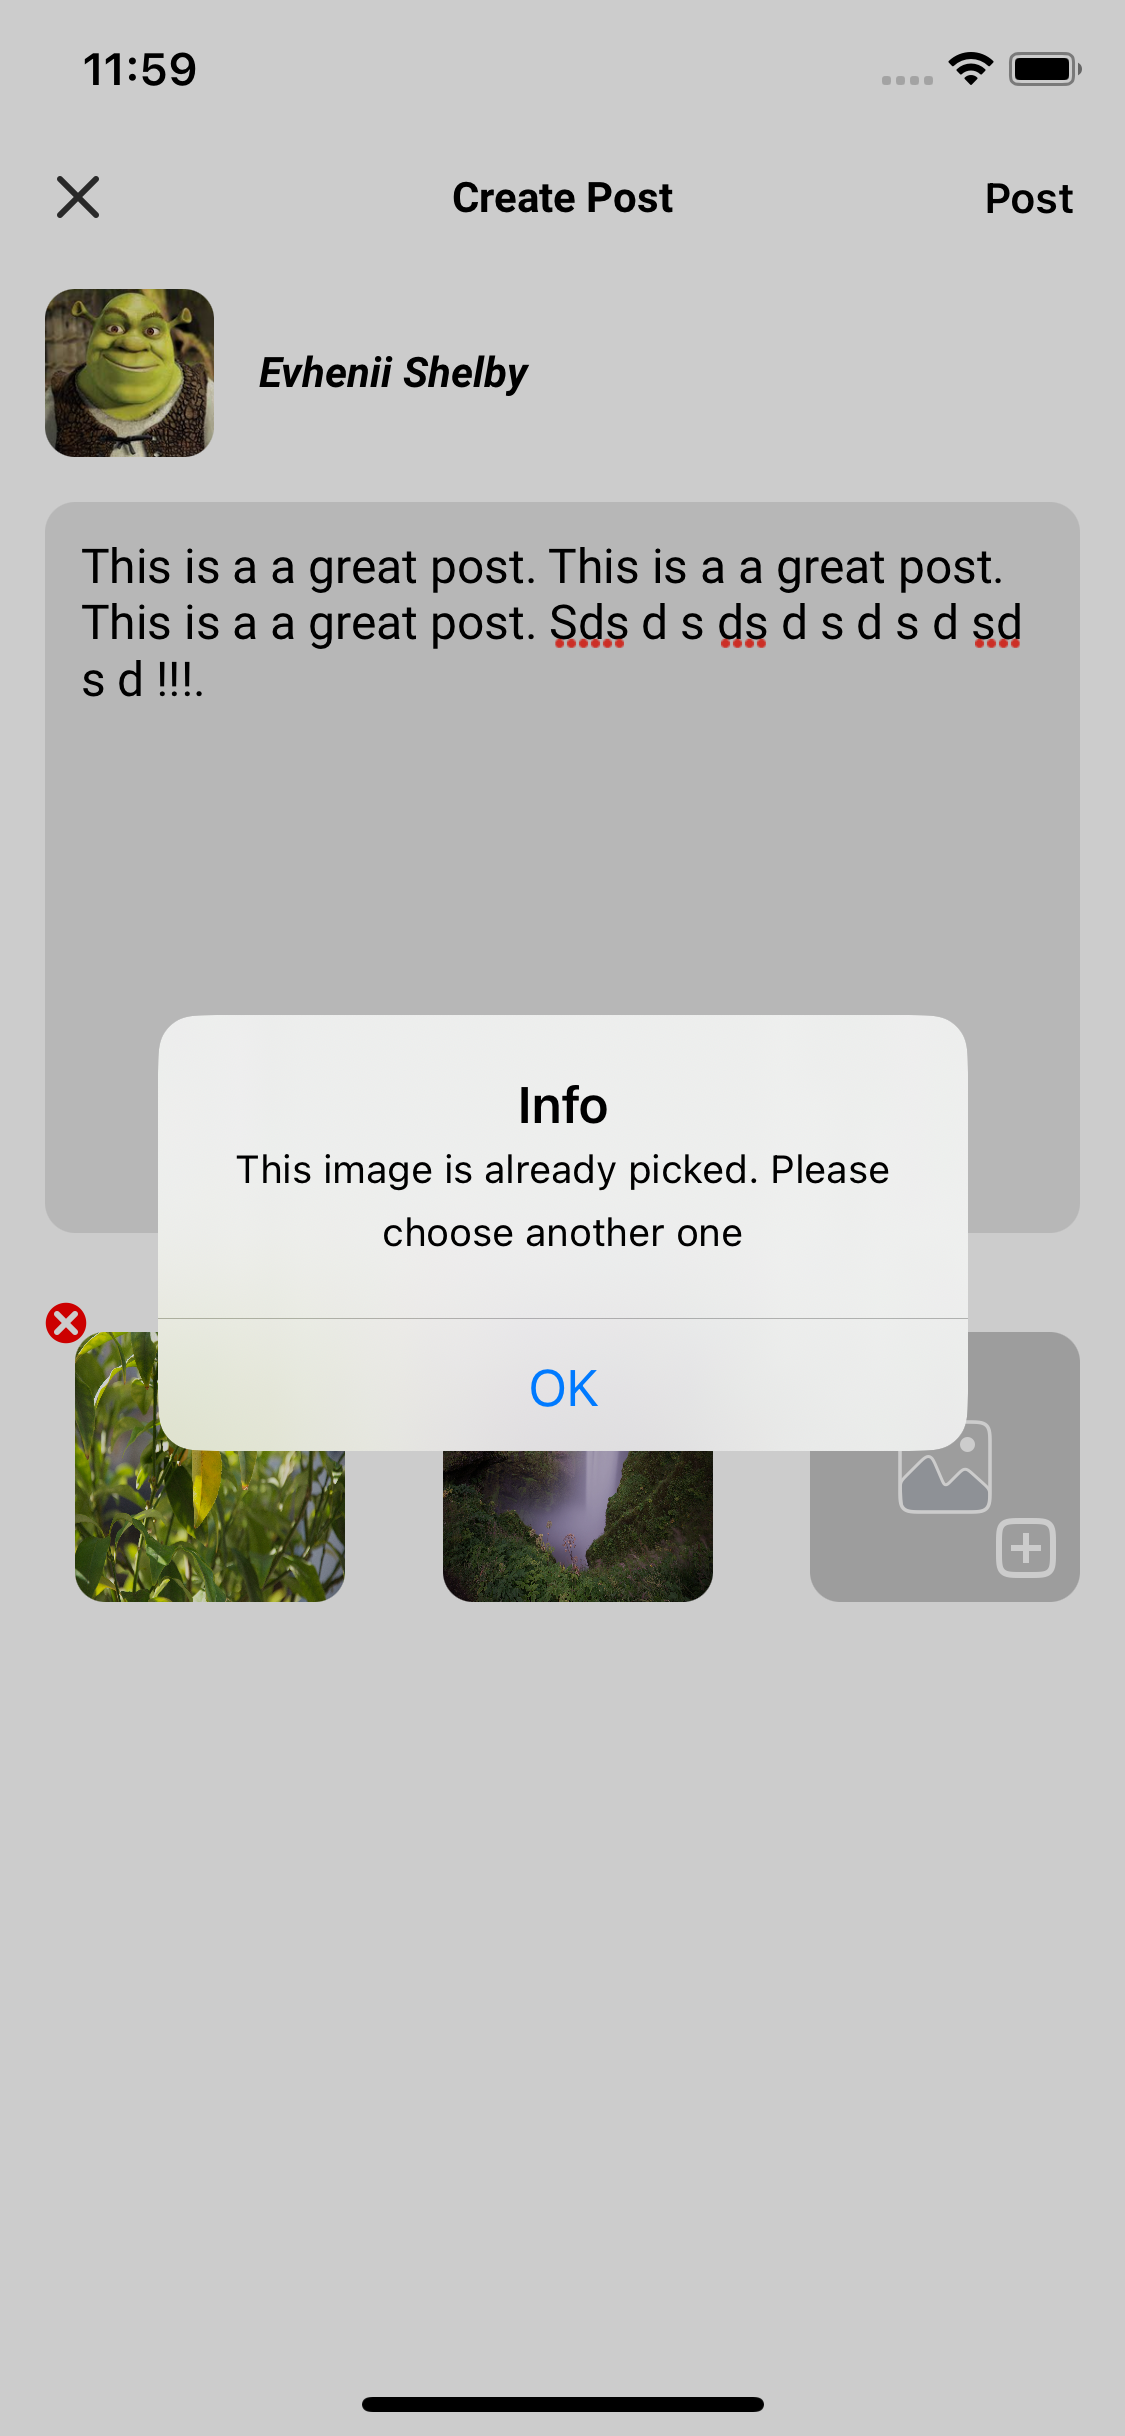 11:59
Create Post
Post
Evhenii Shelby
This is a a great post. This is a a great post.
This is a a great post. Sds d s ds d s d s d sd
s d !!!.
Info
This image is already picked. Please
choose another one
OK